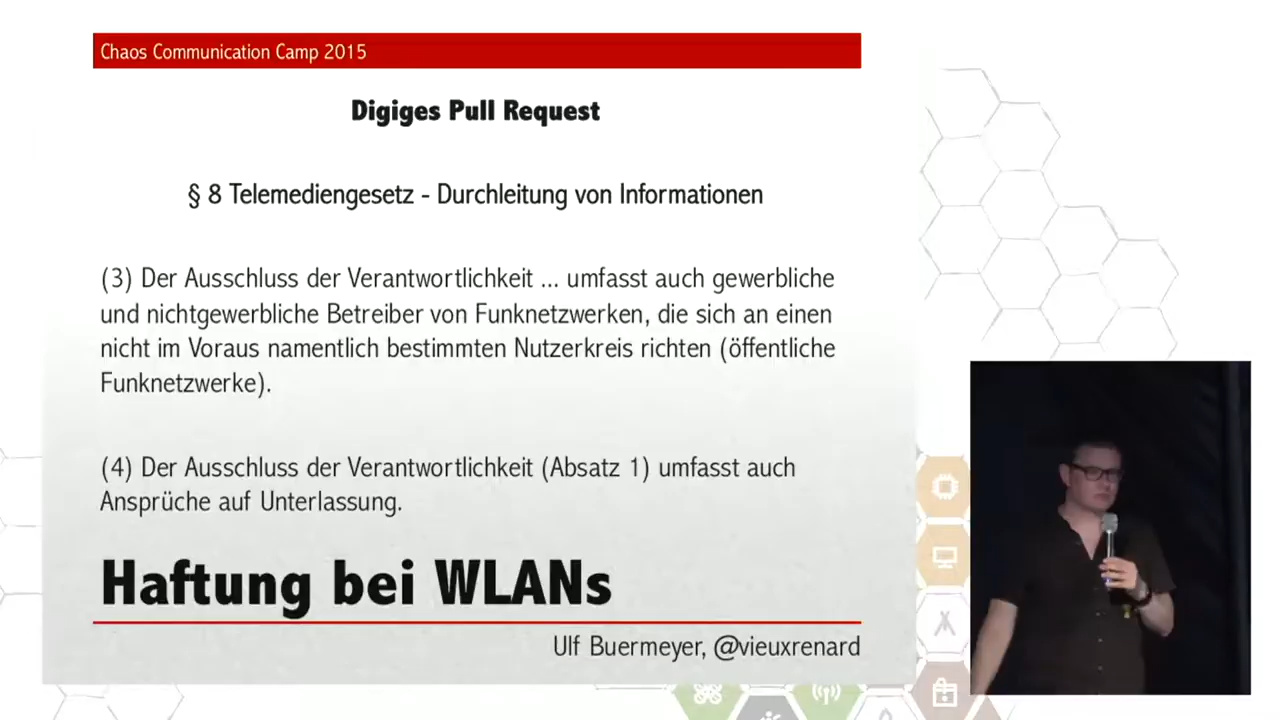 Chaos Communication Camp 2015
Digiges Pull Request
§ 8 Telemediengesetz - Durchleitung von Informationen
(3) Der Ausschluss der Verantwortlichkeit ... umfasst auch gewerbliche
und nichtgewerbliche Betreiber von Funknetzwerken, die sich an einen
nicht im Voraus namentlich bestimmten Nutzerkreis richten (öffentliche
Funknetzwerke).
(4) Der Ausschluss der Verantwortlichkeit (Absatz 1) umfasst auch
Ansprüche auf Unterlassung.
Haftung bei WLANs
Ulf Buermeyer, @vieuxrenard